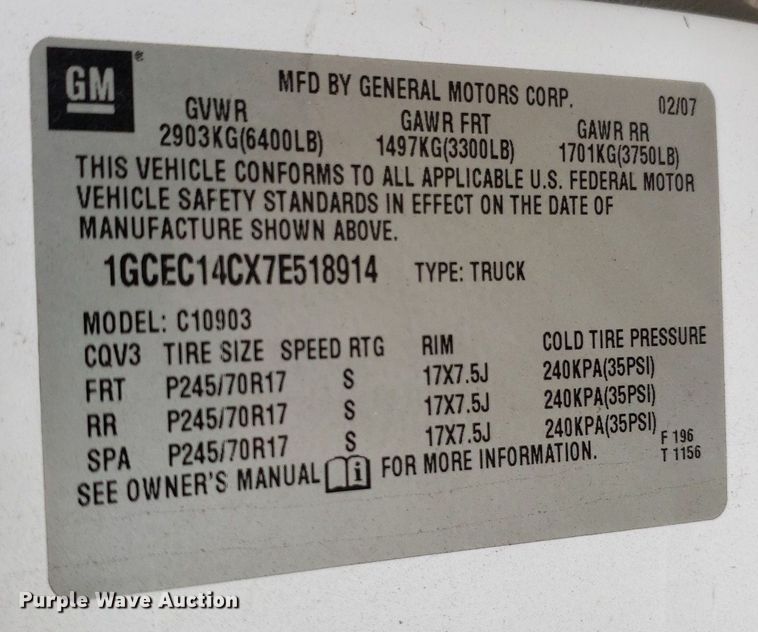 GM
MFD BY GENERAL MOTORS CORP. 02/07
GVWR GAWR FRT GAWR RR
2903KG(6400LB) 1497KG(3300LB) 1701KG(3750LB)
THIS VEHICLE CONFORMS TO ALL APPLICABLE U.S. FEDERAL MOTOR
VEHICLE SAFETY STANDARDS IN EFFECT ON THE DATE OF
MANUFACTURE SHOWN ABOVE.
1GCEC14CX7E518914 TYPE: TRUCK
MODEL: C10903
CQV3 TIRE SIZE SPEED RTG RIM COLD TIRE PRESSURE
FRT P245/70R17 S 17X7.5J 240KPA(35PSI)
RR P245/70R17 S 17X7.5J 240KPA(35PSI)
SPA P245/70R17 S 17X7.5J 240KPA(35PSI)
F 196
SEE OWNER'S MANUAL i FOR MORE INFORMATION. T 1156
Purple Wave Auction